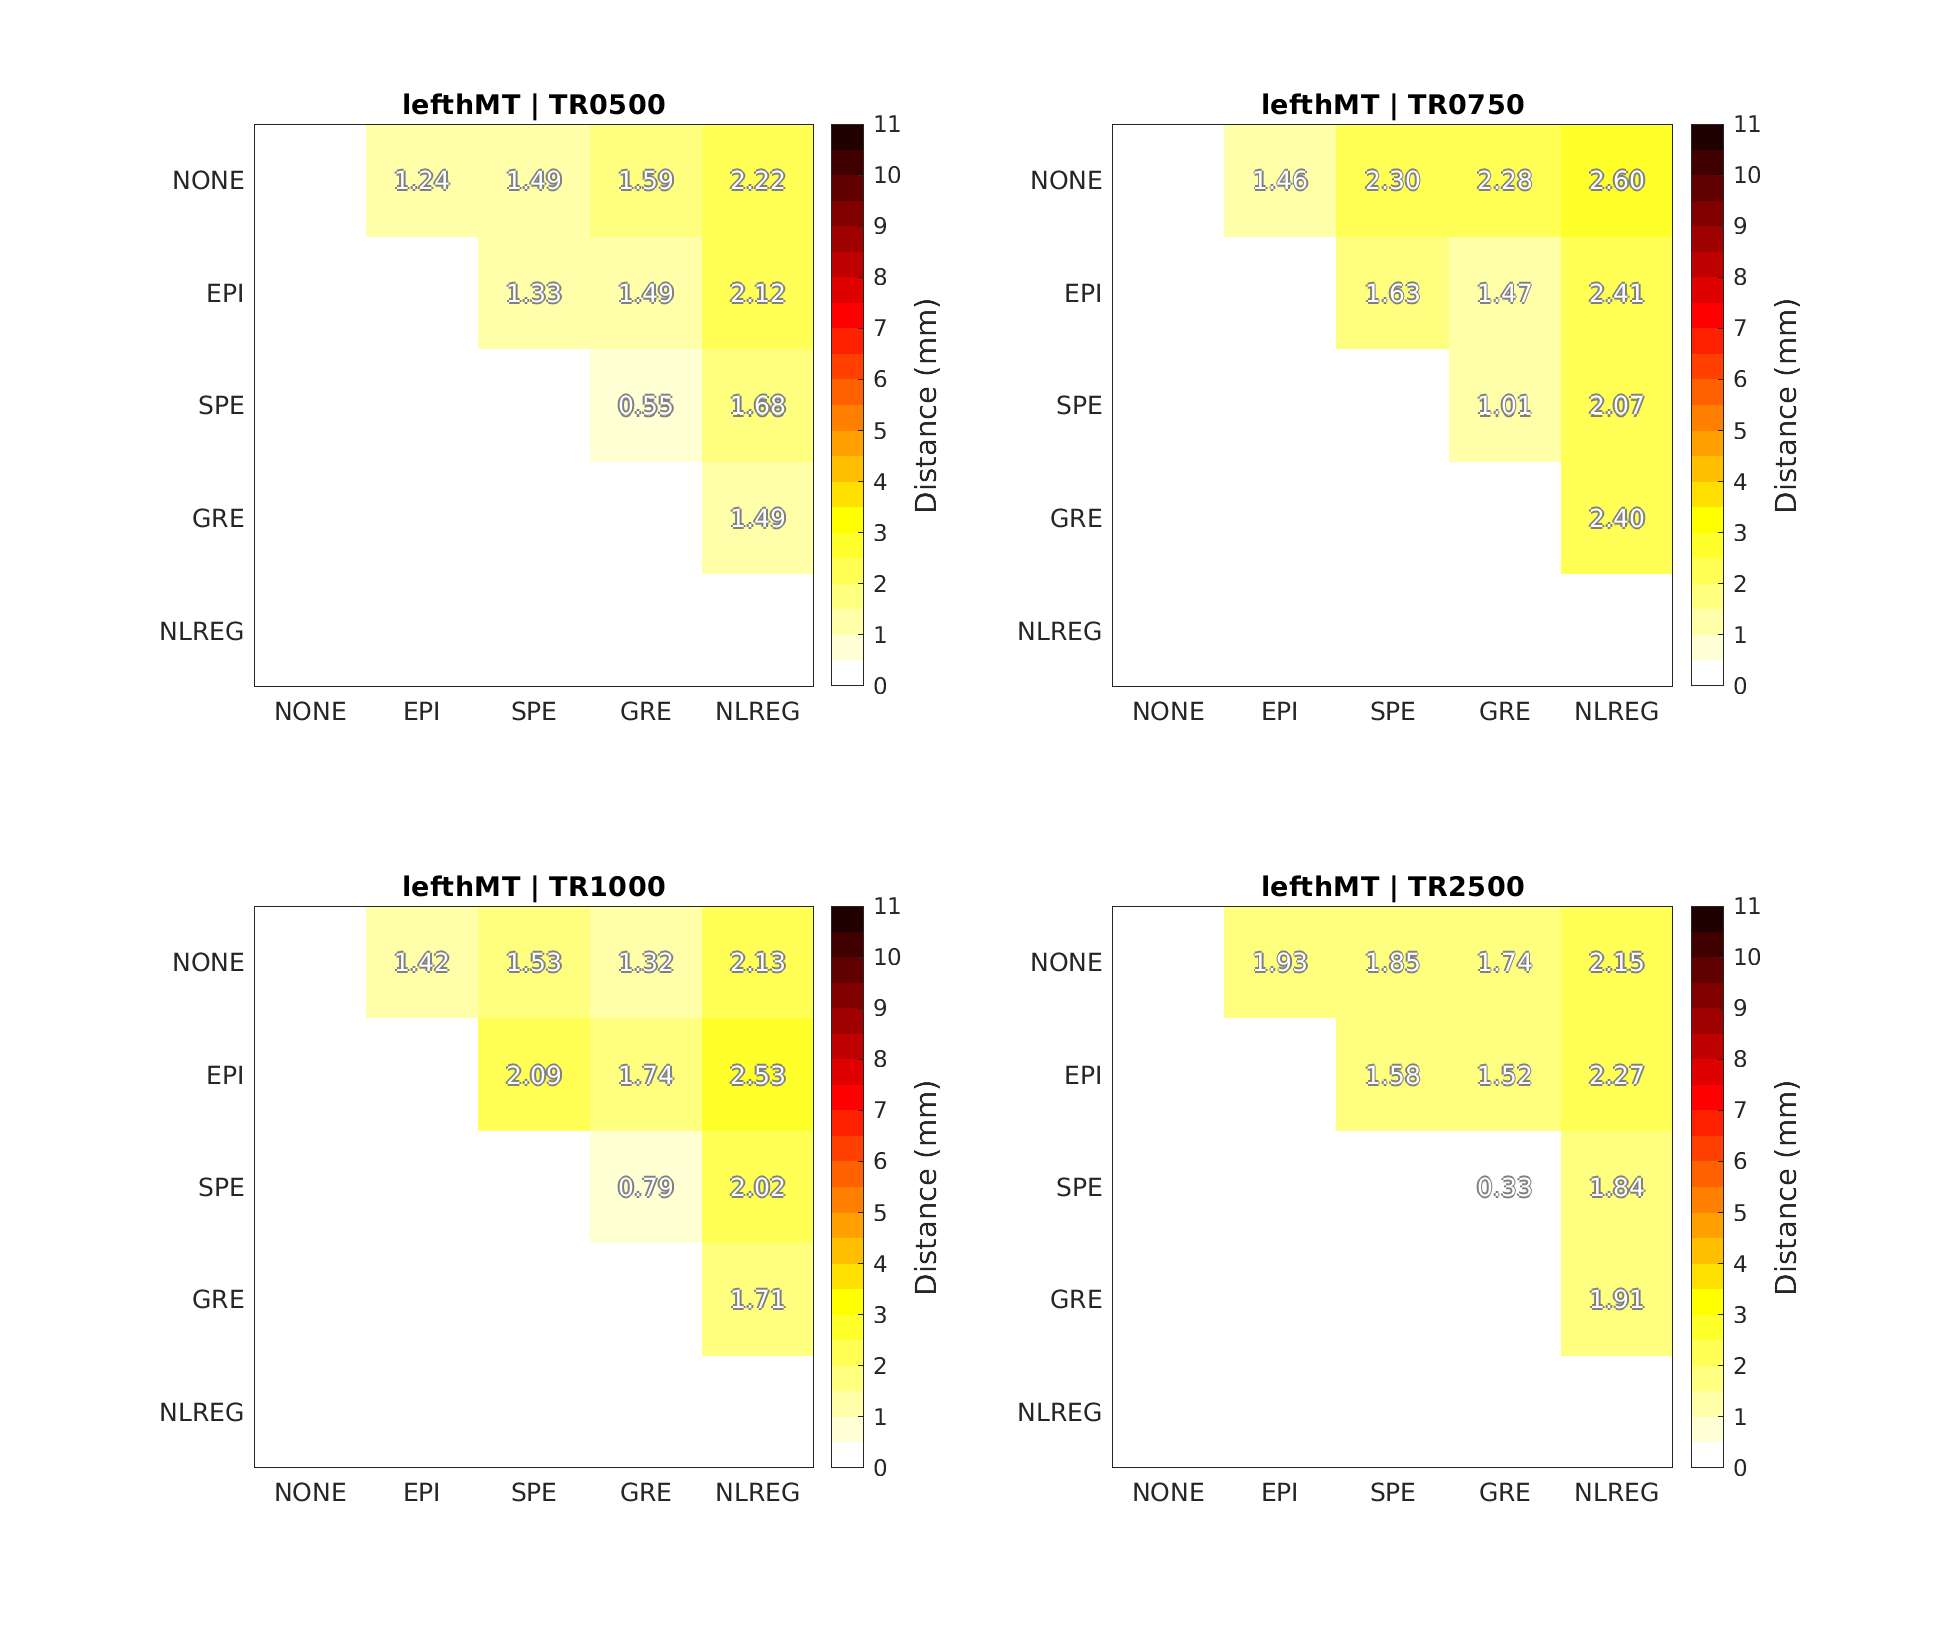 lefthMT | TR0500
NONE 1.24 1.49 1.59 2.22
EPI 1.33 1.49 2.12
SPE 0.55 1.68
GRE 1.49
NLREG
NONE EPI SPE GRE NLREG
11
10
9
8
7
6
5
4
3
2
1
0
Distance (mm)
lefthMT | TR0750
NONE 1.46 2.30 2.28 2.60
EPI 1.63 1.47 2.41
SPE 1.01 2.07
GRE 2.40
NLREG
NONE EPI SPE GRE NLREG
11
10
9
8
7
6
5
4
3
2
1
0
Distance (mm)
lefthMT | TR1000
NONE 1.42 1.53 1.32 2.13
EPI 2.09 1.74 2.53
SPE 0.79 2.02
GRE 1.71
NLREG
NONE EPI SPE GRE NLREG
11
10
9
8
7
6
5
4
3
2
1
0
Distance (mm)
lefthMT | TR2500
NONE 1.93 1.85 1.74 2.15
EPI 1.58 1.52 2.27
SPE 0.33 1.84
GRE 1.91
NLREG
NONE EPI SPE GRE NLREG
11
10
9
8
7
6
5
4
3
2
1
0
Distance (mm)